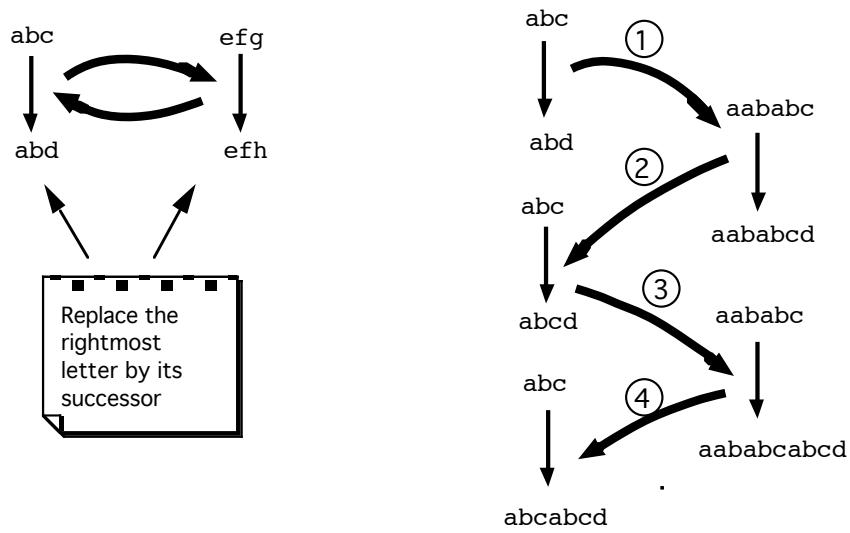 abc
efg
abd
efh
Replace the
rightmost
letter by its
successor
abc
1
aababc
abd
2
abc
aababcd
3
abcd
aababc
abc
4
aababcabcd
abcabcd